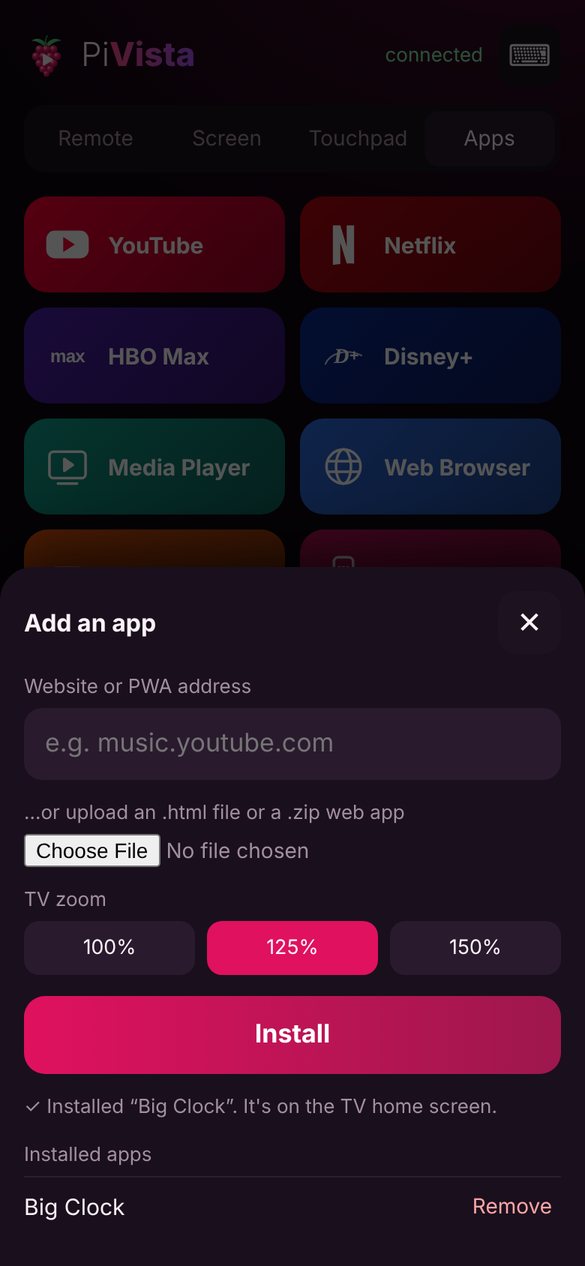 PiVista
connected
Remote Screen Touchpad Apps
YouTube Netflix
max HBO Max Disney+ Disney+
Media Player Web Browser
Add an app
✕
Website or PWA address
e.g. music.youtube.com
…or upload an .html file or a .zip web app
Choose File No file chosen
TV zoom
100% 125% 150%
Install
✓ Installed “Big Clock”. It's on the TV home screen.
Installed apps
Big Clock Remove